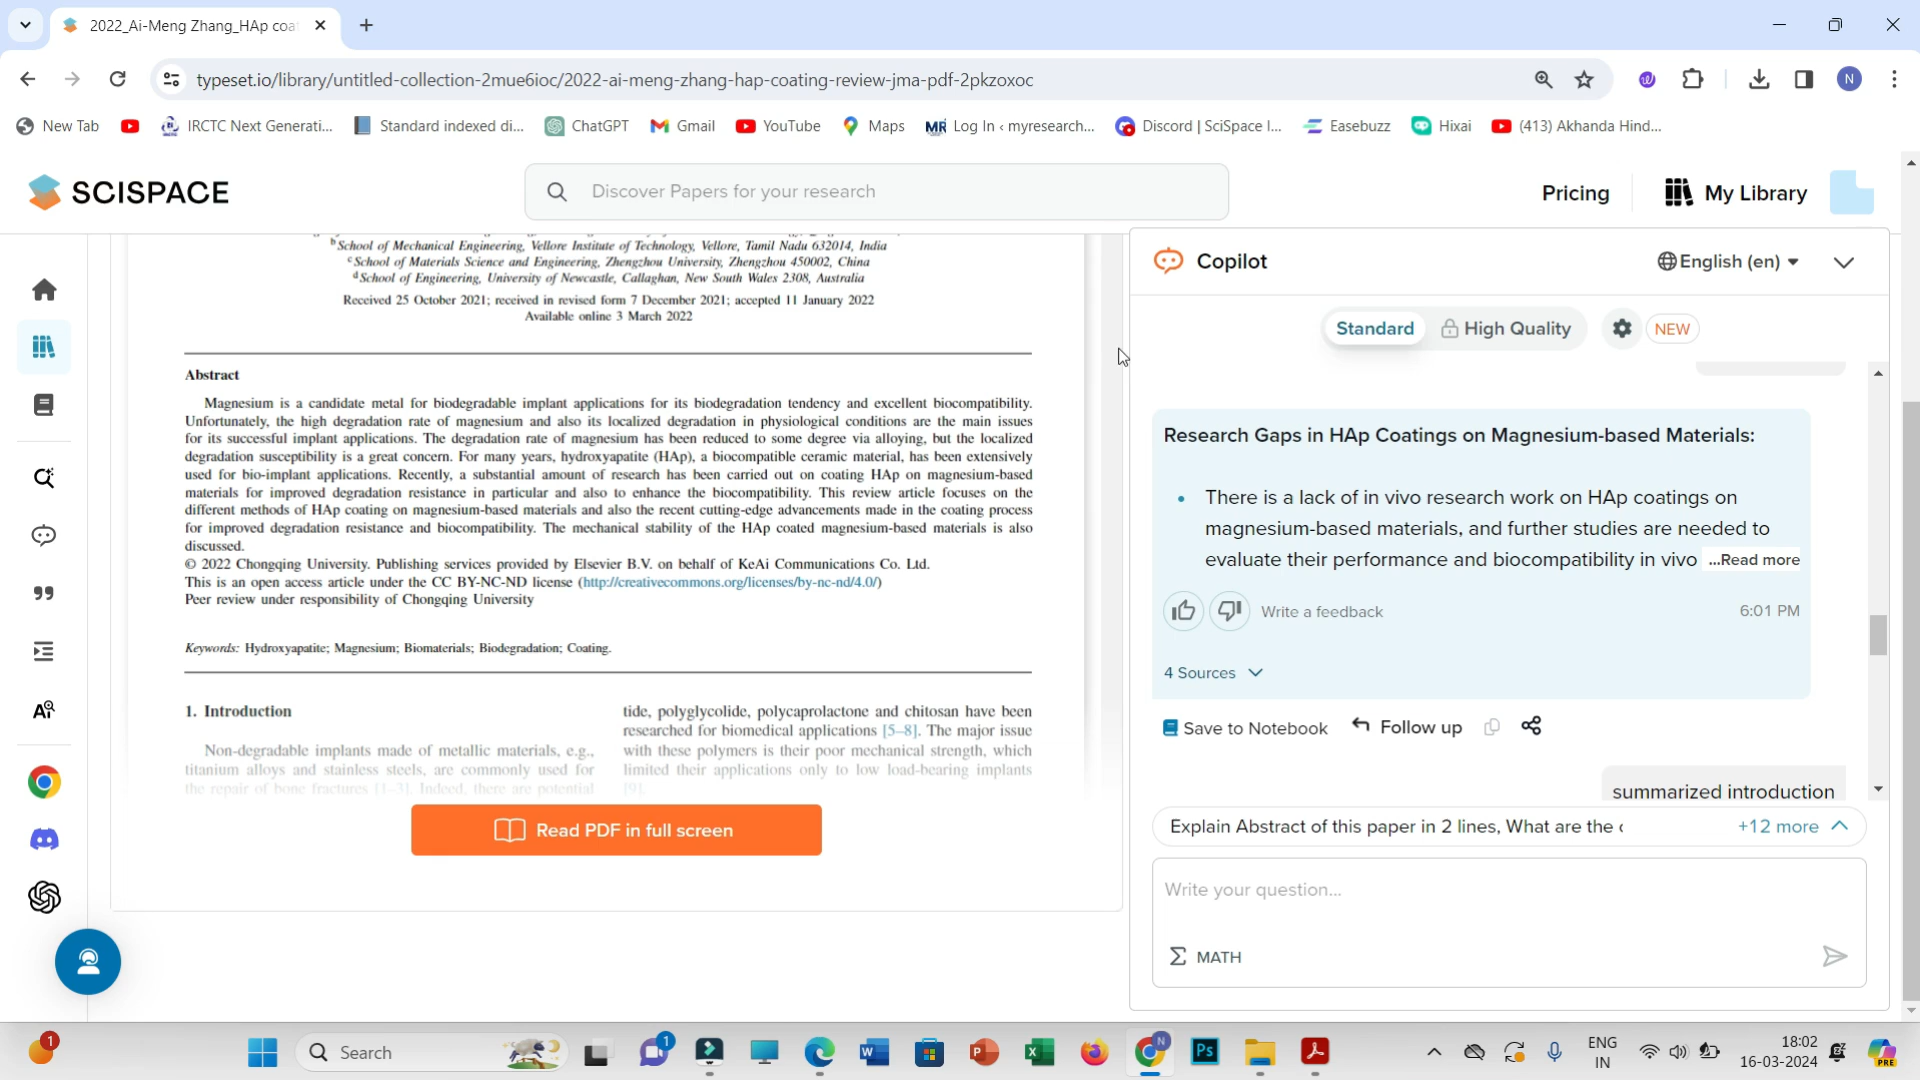 2022_Ai-Meng Zhang_HAp coa
typeset.io/library/untitled-collection-2mue6ioc/2022-ai-meng-zhang-hap-coating-review-jma-pdf-2pkzoxoc
N
New Tab
IRCTC Next Generati...
Standard indexed di...
ChatGPT
Gmail
YouTube
Maps
MR Log In ‹ myresearch...
Discord | SciSpace I...
Easebuzz
Hixai
(413) Akhanda Hind...
SCISPACE
Discover Papers for your research
Pricing
My Library
b School of Mechanical Engineering, Vellore Institute of Technology, Vellore, Tamil Nadu 632014, India
c School of Materials Science and Engineering, Zhengzhou University, Zhengzhou 450002, China
d School of Engineering, University of Newcastle, Callaghan, New South Wales 2308, Australia
Received 25 October 2021; received in revised form 7 December 2021; accepted 11 January 2022
Available online 3 March 2022
Abstract
Magnesium is a candidate metal for biodegradable implant applications for its biodegradation tendency and excellent biocompatibility.
Unfortunately, the high degradation rate of magnesium and also its localized degradation in physiological conditions are the main issues
for its successful implant applications. The degradation rate of magnesium has been reduced to some degree via alloying, but the localized
degradation susceptibility is a great concern. For many years, hydroxyapatite (HAp), a biocompatible ceramic material, has been extensively
used for bio-implant applications. Recently, a substantial amount of research has been carried out on coating HAp on magnesium-based
materials for improved degradation resistance in particular and also to enhance the biocompatibility. This review article focuses on the
different methods of HAp coating on magnesium-based materials and also the recent cutting-edge advancements made in the coating process
for improved degradation resistance and biocompatibility. The mechanical stability of the HAp coated magnesium-based materials is also
discussed.
© 2022 Chongqing University. Publishing services provided by Elsevier B.V. on behalf of KeAi Communications Co. Ltd.
This is an open access article under the CC BY-NC-ND license (http://creativecommons.org/licenses/by-nc-nd/4.0/)
Peer review under responsibility of Chongqing University
Keywords: Hydroxyapatite; Magnesium; Biomaterials; Biodegradation; Coating.
1. Introduction
Non-degradable implants made of metallic materials, e.g.,
titanium alloys and stainless steels, are commonly used for
the repair of bone fractures [1–3]. Indeed, there are potential
tide, polyglycolide, polycaprolactone and chitosan have been
researched for biomedical applications [5–8]. The major issue
with these polymers is their poor mechanical strength, which
limited their applications only to low load-bearing implants
[9].
Read PDF in full screen
Copilot
English (en)
Standard
High Quality
NEW
Research Gaps in HAp Coatings on Magnesium-based Materials:
• There is a lack of in vivo research work on HAp coatings on
magnesium-based materials, and further studies are needed to
evaluate their performance and biocompatibility in vivo ...Read more
Write a feedback
6:01 PM
4 Sources
Save to Notebook
Follow up
summarized introduction
Explain Abstract of this paper in 2 lines, What are the c
+12 more
Write your question...
MATH
1
Search
1
N
Ps
ENG
IN
18:02
16-03-2024
PRE